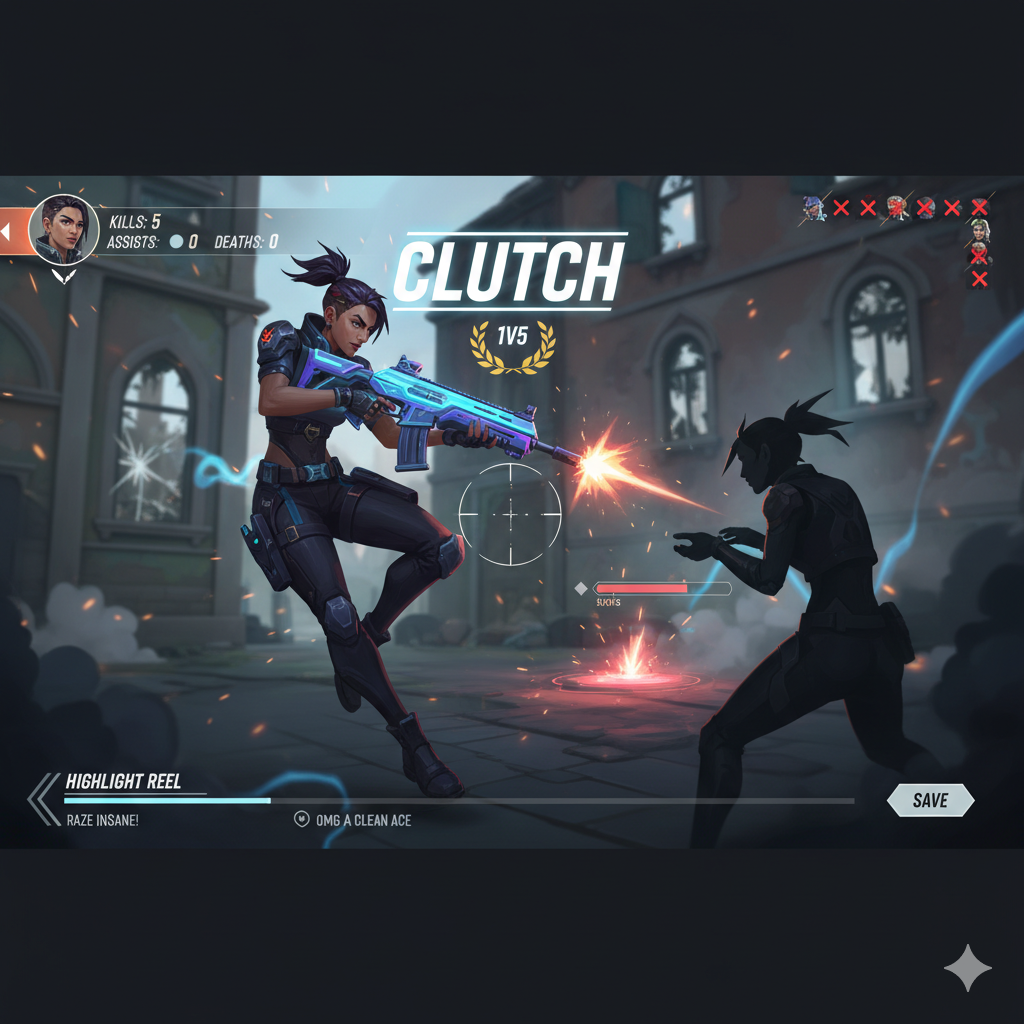 KILLS: 5
ASSISTS: 0 DEATHS: 0
CLUTCH
1V5
HIGHLIGHT REEL
RAZE INSANE!
OMG A CLEAN ACE
SAVE